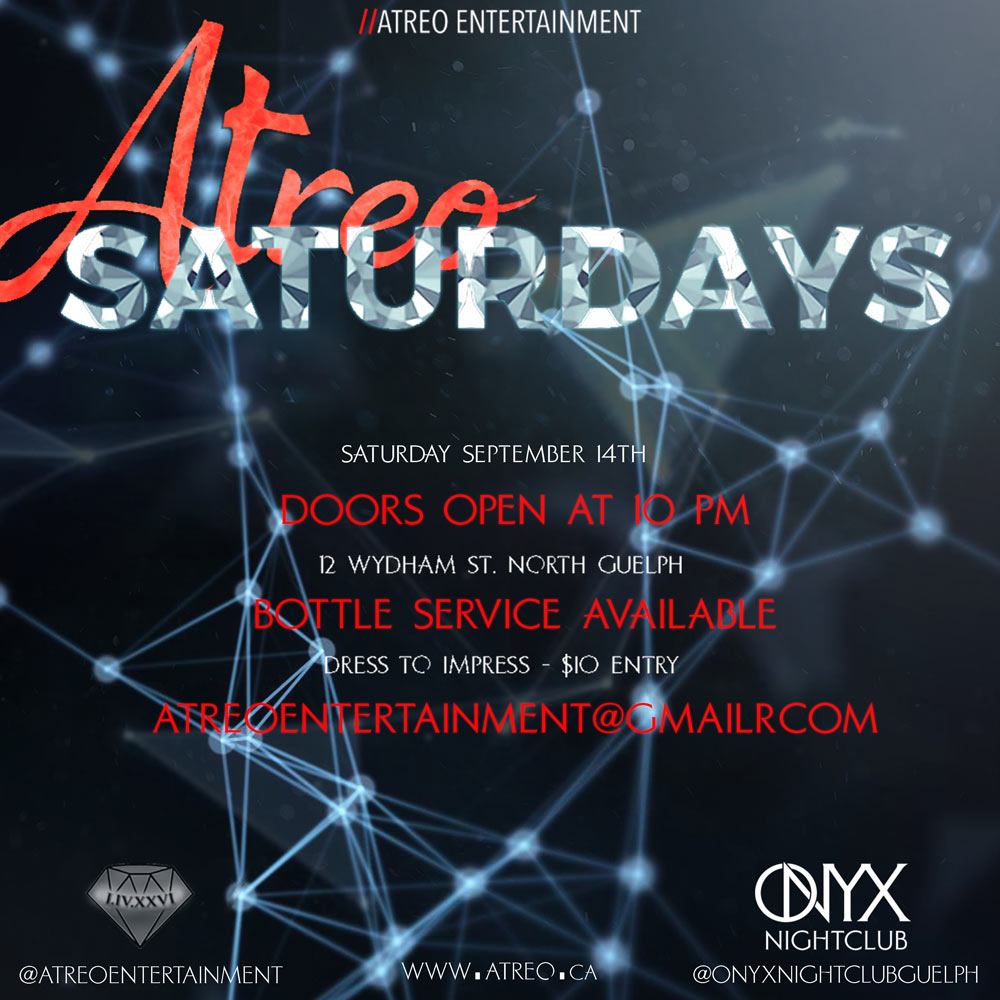 //ATREO ENTERTAINMENT
Atreo
SATURDAYS
SATURDAY SEPTEMBER 14TH
DOORS OPEN AT 10 PM
12 WYDHAM ST. NORTH GUELPH
BOTTLE SERVICE AVAILABLE
DRESS TO IMPRESS - $10 ENTRY
ATREOENTERTAINMENT@GMAILRCOM
I.IV.XXVI
ONYX
NIGHTCLUB
@ATREOENTERTAINMENT
WWW.ATREO.CA
@ONYXNIGHTCLUBGUELPH